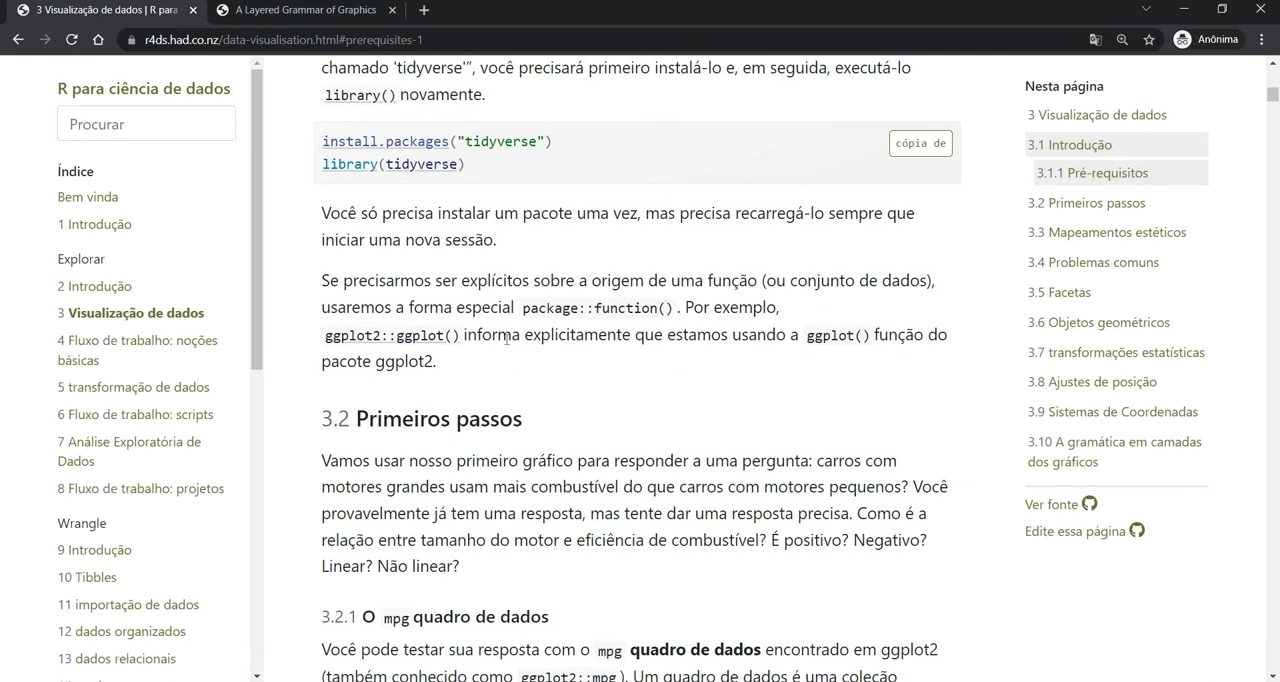 3 Visualização de dados | R para
A Layered Grammar of Graphics
r4ds.had.co.nz/data-visualisation.html#prerequisites-1
Anônima
R para ciência de dados
Procurar
Índice
Bem vinda
1 Introdução
Explorar
2 Introdução
3 Visualização de dados
4 Fluxo de trabalho: noções
básicas
5 transformação de dados
6 Fluxo de trabalho: scripts
7 Análise Exploratória de
Dados
8 Fluxo de trabalho: projetos
Wrangle
9 Introdução
10 Tibbles
11 importação de dados
12 dados organizados
13 dados relacionais
chamado 'tidyverse'”, você precisará primeiro instalá-lo e, em seguida, executá-lo
library() novamente.
install.packages("tidyverse")
library(tidyverse)
cópia de
Você só precisa instalar um pacote uma vez, mas precisa recarregá-lo sempre que
iniciar uma nova sessão.
Se precisarmos ser explícitos sobre a origem de uma função (ou conjunto de dados),
usaremos a forma especial package::function(). Por exemplo,
ggplot2::ggplot() informa explicitamente que estamos usando a ggplot() função do
pacote ggplot2.
3.2 Primeiros passos
Vamos usar nosso primeiro gráfico para responder a uma pergunta: carros com
motores grandes usam mais combustível do que carros com motores pequenos? Você
provavelmente já tem uma resposta, mas tente dar uma resposta precisa. Como é a
relação entre tamanho do motor e eficiência de combustível? É positivo? Negativo?
Linear? Não linear?
3.2.1 O mpg quadro de dados
Você pode testar sua resposta com o mpg quadro de dados encontrado em ggplot2
(também conhecido como ggplot2::mpg). Um quadro de dados é uma coleção
Nesta página
3 Visualização de dados
3.1 Introdução
3.1.1 Pré-requisitos
3.2 Primeiros passos
3.3 Mapeamentos estéticos
3.4 Problemas comuns
3.5 Facetas
3.6 Objetos geométricos
3.7 transformações estatísticas
3.8 Ajustes de posição
3.9 Sistemas de Coordenadas
3.10 A gramática em camadas
dos gráficos
Ver fonte
Edite essa página